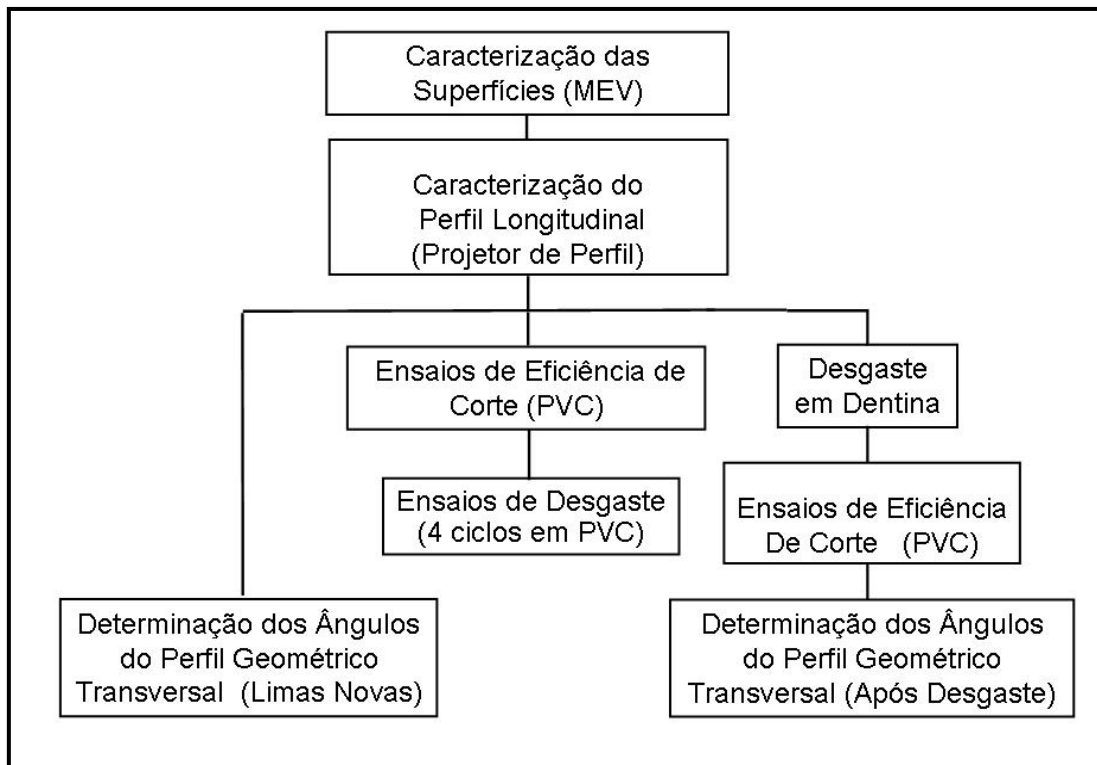 Caracterização das
Superfícies (MEV)
Caracterização do
Perfil Longitudinal
(Projetor de Perfil)
Ensaios de Eficiência de
Corte (PVC)
Desgaste
em Dentina
Ensaios de Desgaste
(4 ciclos em PVC)
Ensaios de Eficiência
De Corte (PVC)
Determinação dos Ângulos
do Perfil Geométrico
Transversal (Limas Novas)
Determinação dos Ângulos
do Perfil Geométrico
Transversal (Após Desgaste)